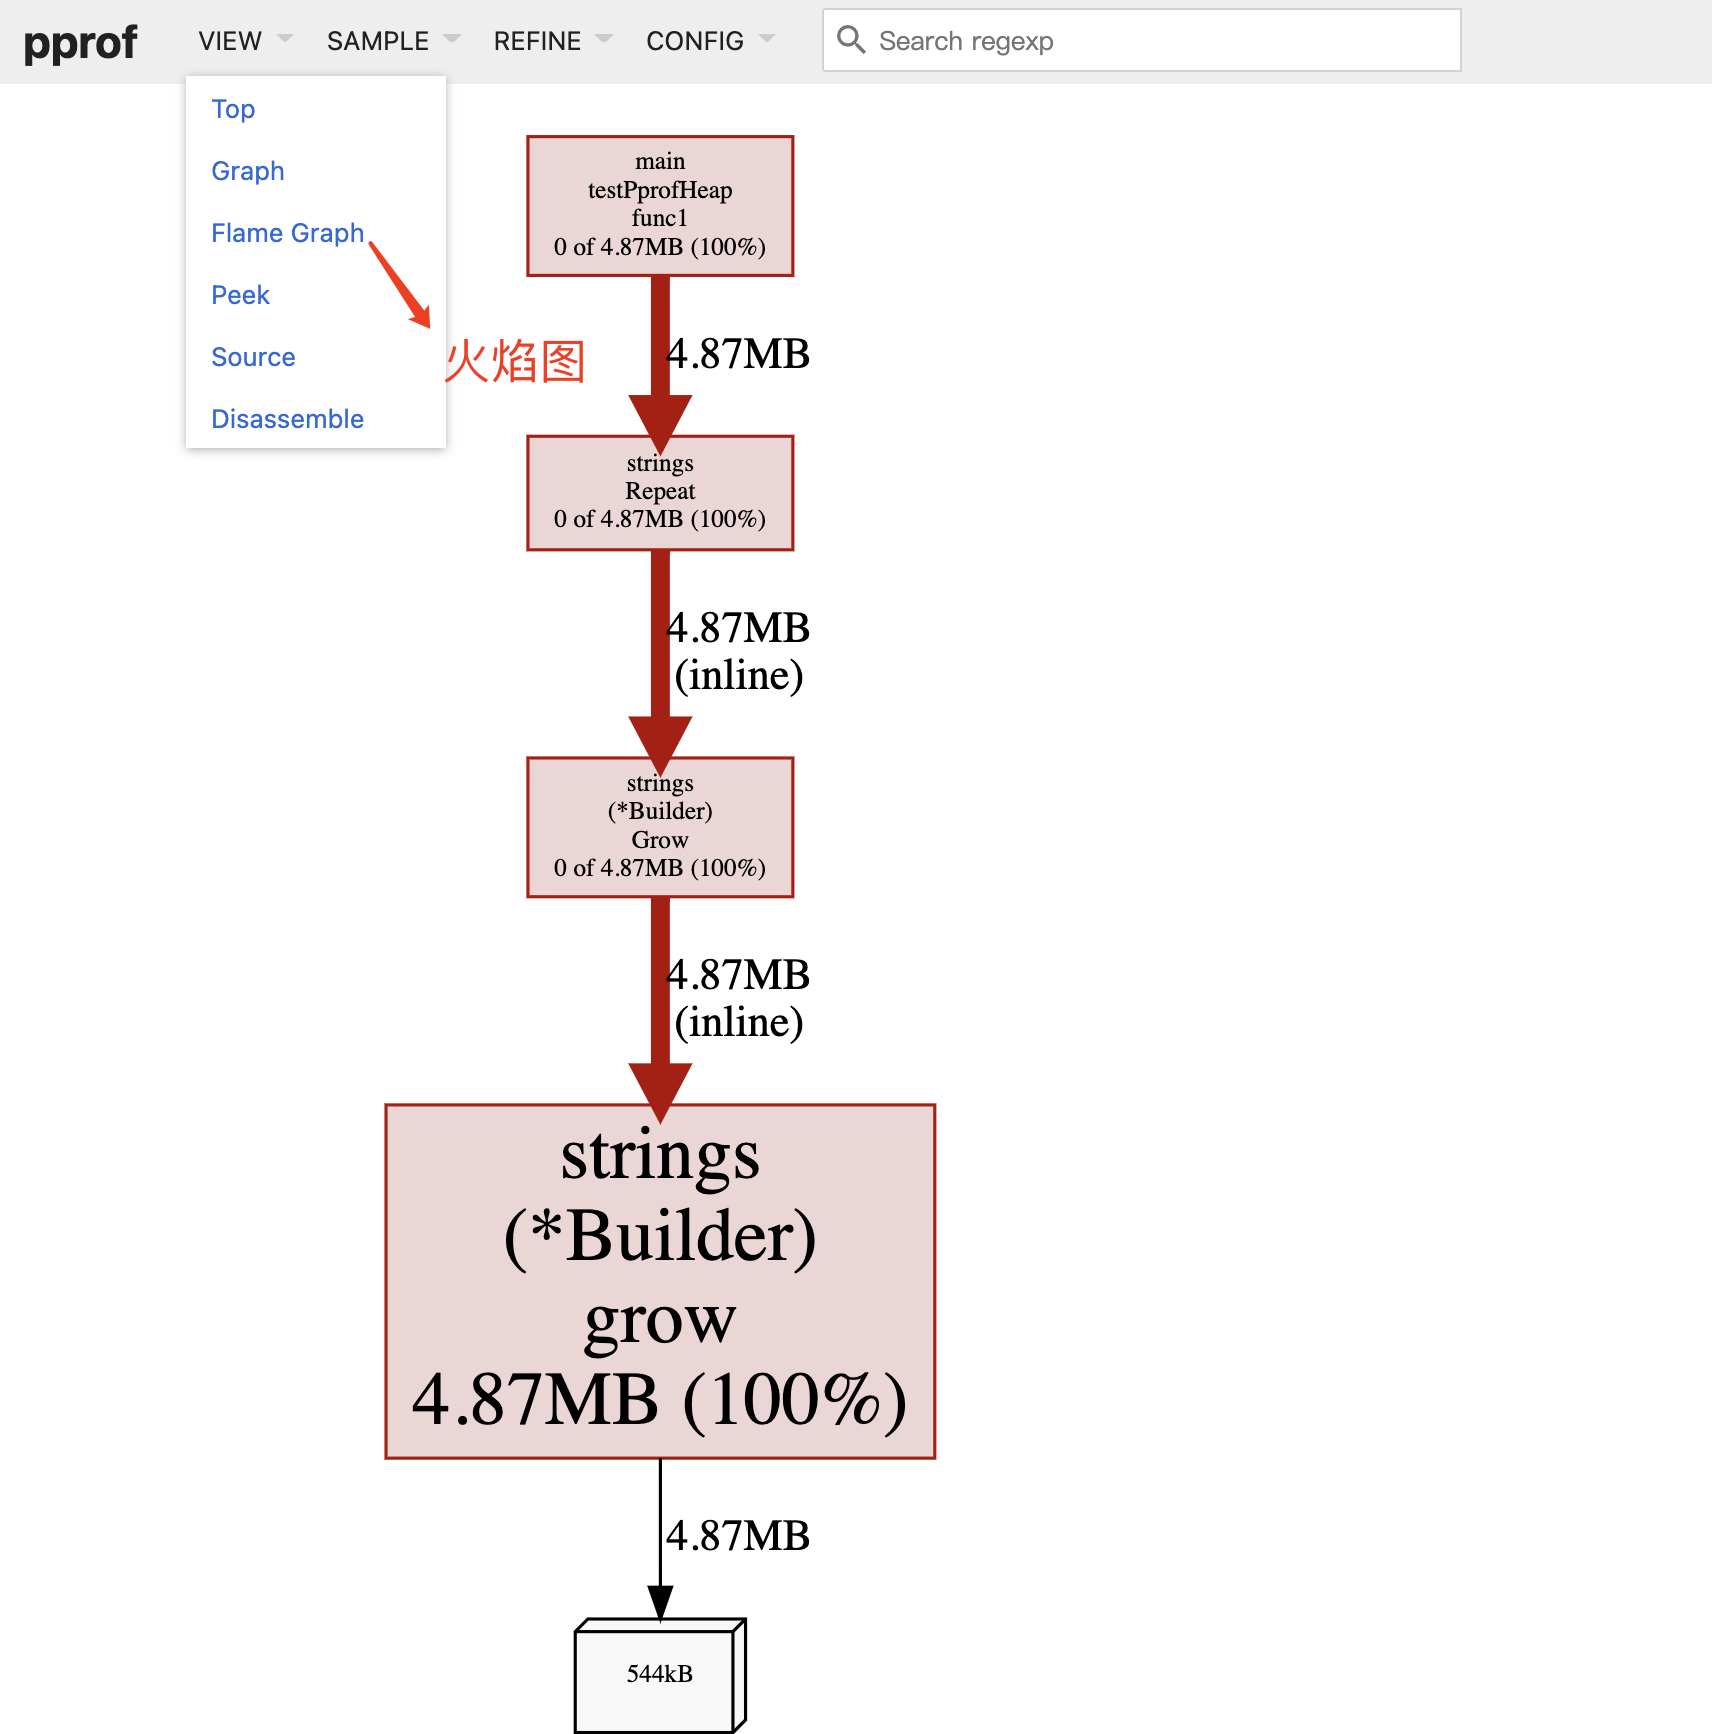 pprof
VIEW
SAMPLE
REFINE
CONFIG
Search regexp
Top
Graph
Flame Graph
Peek
Source
Disassemble
火焰图
main
testPprofHeap
func1
0 of 4.87MB (100%)
4.87MB
strings
Repeat
0 of 4.87MB (100%)
4.87MB
(inline)
strings
(*Builder)
Grow
0 of 4.87MB (100%)
4.87MB
(inline)
strings
(*Builder)
grow
4.87MB (100%)
4.87MB
544kB